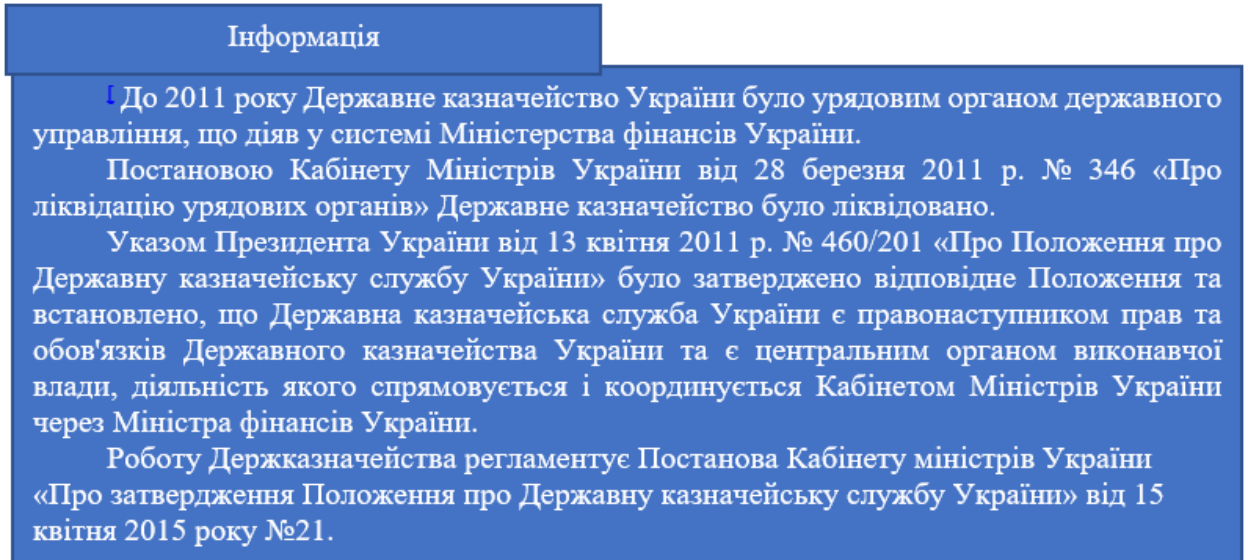 Інформація
[ До 2011 року Державне казначейство України було урядовим органом державного
управління, що діяв у системі Міністерства фінансів України.
Постановою Кабінету Міністрів України від 28 березня 2011 р. № 346 «Про
ліквідацію урядових органів» Державне казначейство було ліквідовано.
Указом Президента України від 13 квітня 2011 р. № 460/201 «Про Положення про
Державну казначейську службу України» було затверджено відповідне Положення та
встановлено, що Державна казначейська служба України є правонаступником прав та
обов'язків Державного казначейства України та є центральним органом виконавчої
влади, діяльність якого спрямовується і координується Кабінетом Міністрів України
через Міністра фінансів України.
Роботу Держказначейства регламентує Постанова Кабінету міністрів України
«Про затвердження Положення про Державну казначейську службу України» від 15
квітня 2015 року №21.